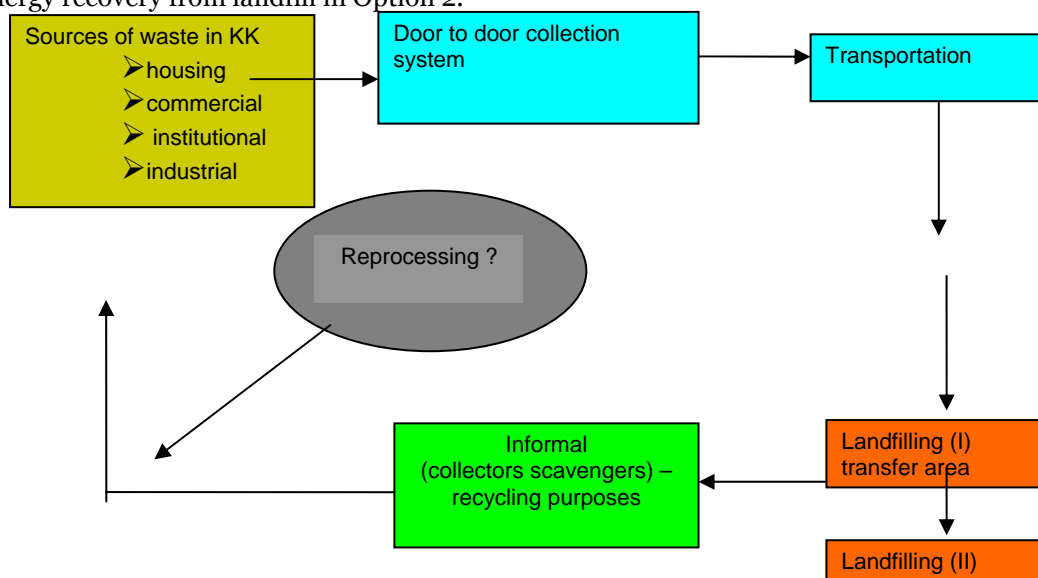 nergy recovery from landfill in Option 2.
Sources of waste in KK
housing
commercial
institutional
industrial
Door to door collection
system
Transportation
Reprocessing ?
Informal
(collectors scavengers) –
recycling purposes
Landfilling (I)
transfer area
Landfilling (II)